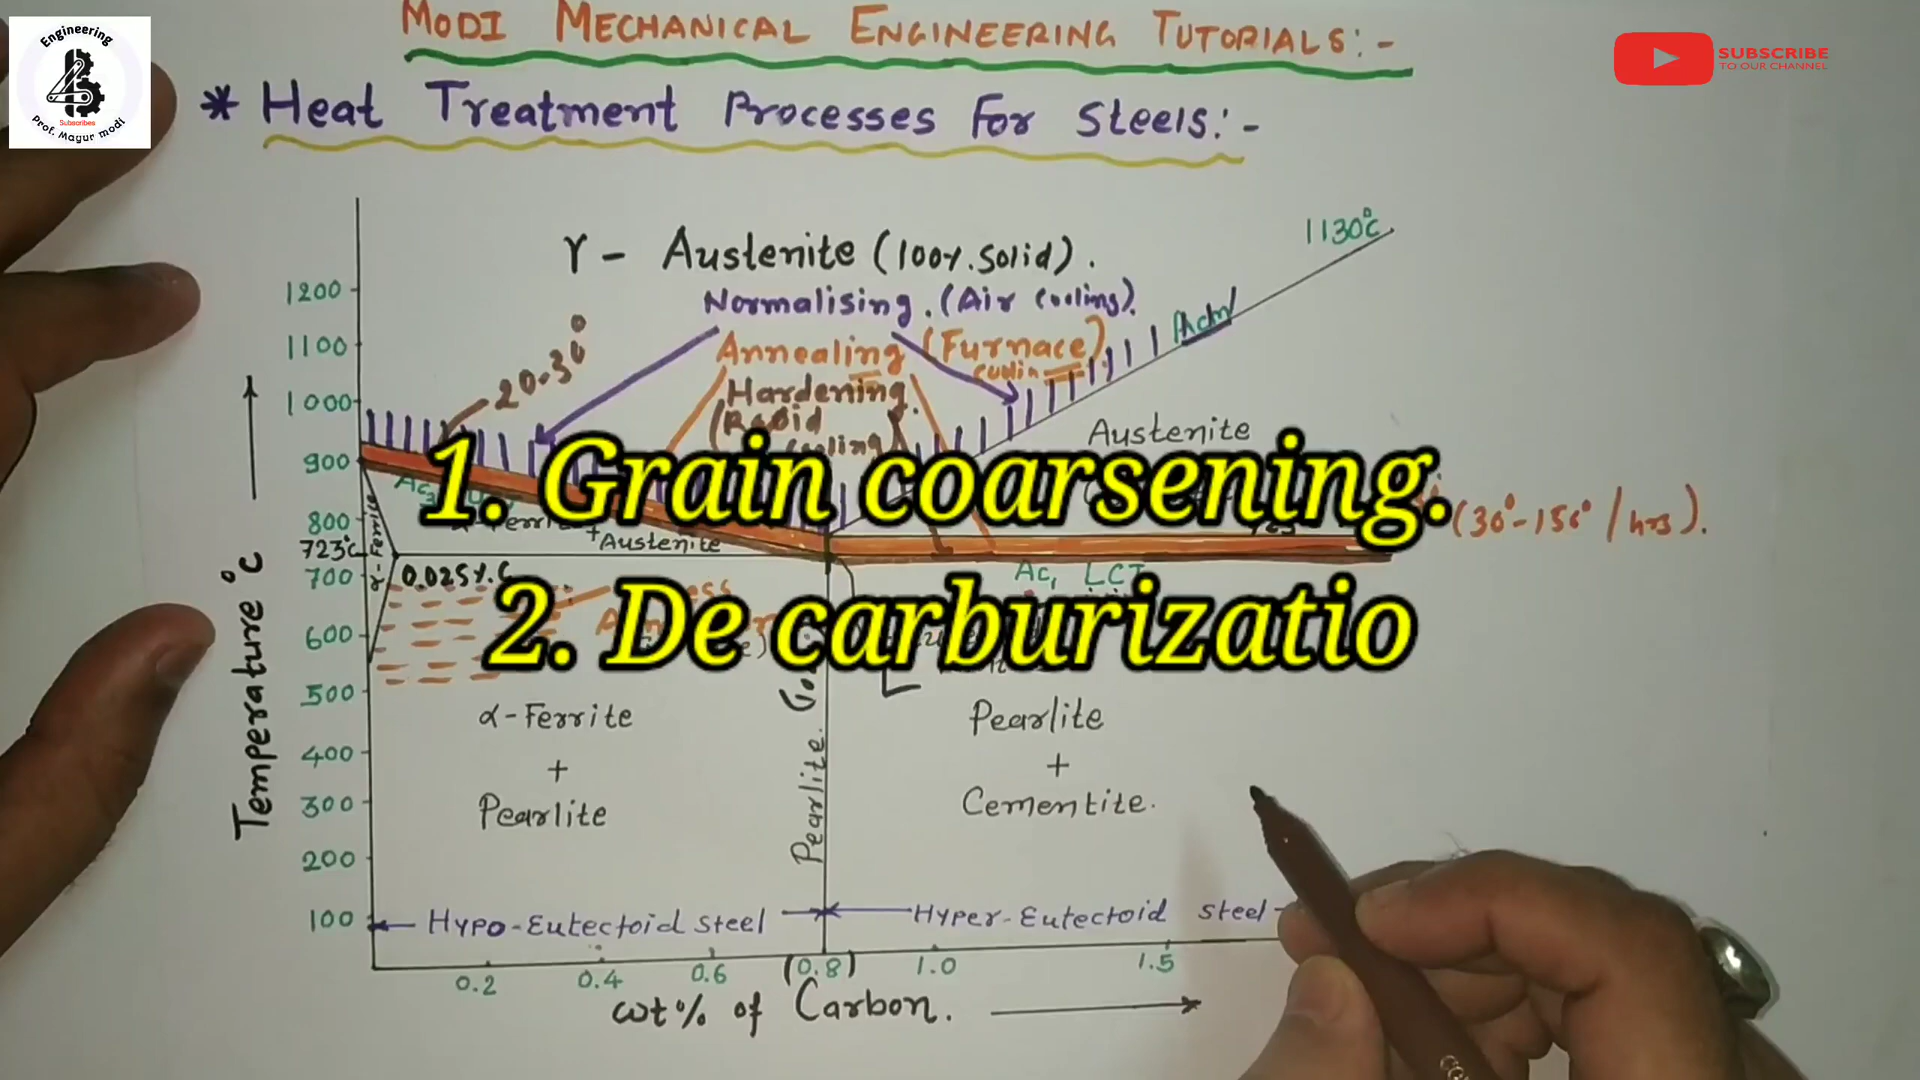 MODI MECHANICAL ENGINEERING TUTORIALS:-
Engineering
Subscribes
Prof. Mayur modi
SUBSCRIBE
TO OUR CHANNEL
* Heat Treatment Processes For Steels:-
1130°C
γ - Austenite (100%. Solid).
Normalising. (Air cooling).
Acm
Annealing (Furnace)
Hardening.
20-30°
Austenite
1. Grain coarsening.
(30°-150°/hrs).
+Austenite
0.025%.C
Ac₁ LCT
2. De carburizatio
α-Ferrite
α-Ferrite
+
Pearlite
Pearlite.
Pearlite
+
Cementite.
Hypo-Eutectoid steel
Hyper-Eutectoid steel
Temperature °C
1200
1100
1000
900
800
723°C
700
600
500
400
300
200
100
0.2
0.4
0.6
(0.8)
1.0
1.5
wt% of Carbon.